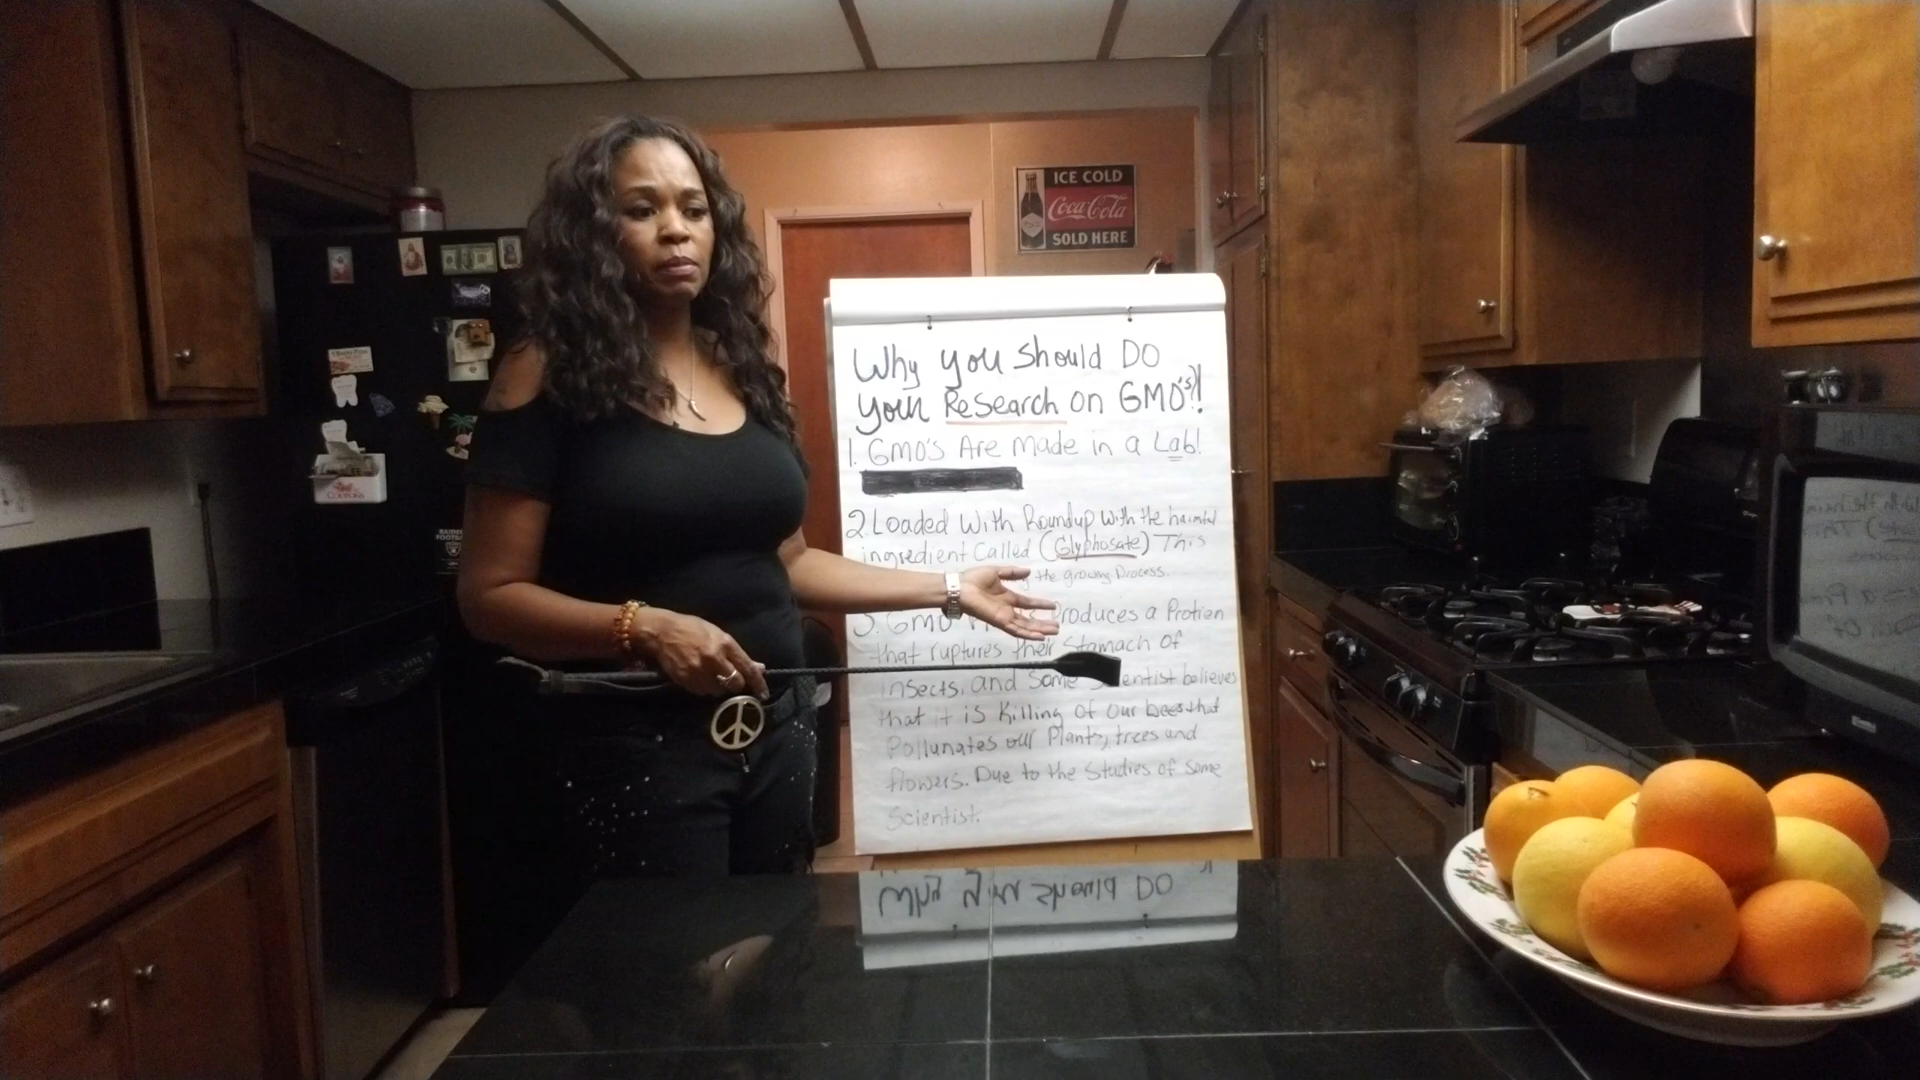 ICE COLD
Coca-Cola
SOLD HERE
Why you should DO
your Research on GMO's?!
1. GMO's Are made in a Lab!
2. Loaded With Roundup with the harmful
ingredient Called (Glyphosate) This
the growing Process.
3. GMO Produces a Protien
that ruptures their Stamach of
Insects, and Some Scientist believes
that it is Killing of our bees that
Pollunates our Plants, trees and
flowers. Due to the Studies of some
Scientist.
COUPONS
RAIDER
FOOTBALL